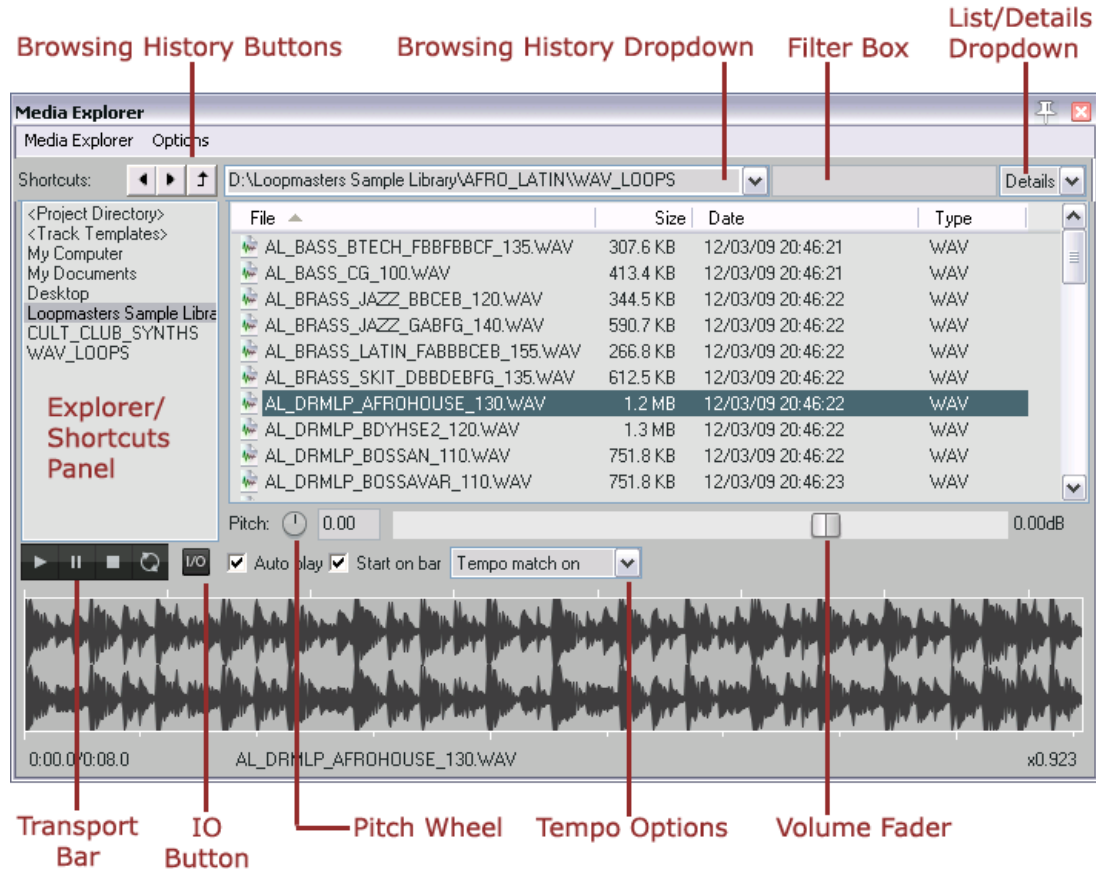 List/Details
Browsing History Buttons Browsing History Dropdown Filter Box Dropdown
Media Explorer
Media Explorer Options
Shortcuts: D:\Loopmasters Sample Library\AFRO_LATIN\WAV_LOOPS Details
<Project Directory>
<Track Templates>
My Computer
My Documents
Desktop
Loopmasters Sample Libra
CULT_CLUB_SYNTHS
WAV_LOOPS
Explorer/
Shortcuts
Panel
File Size Date Type
AL_BASS_BTECH_FBBFBBCF_135.WAV 307.6 KB 12/03/09 20:46:21 WAV
AL_BASS_CG_100.WAV 413.4 KB 12/03/09 20:46:21 WAV
AL_BRASS_JAZZ_BBCEB_120.WAV 344.5 KB 12/03/09 20:46:22 WAV
AL_BRASS_JAZZ_GABFG_140.WAV 590.7 KB 12/03/09 20:46:22 WAV
AL_BRASS_LATIN_FABBBCEB_155.WAV 266.8 KB 12/03/09 20:46:22 WAV
AL_BRASS_SKIT_DBBDEBFG_135.WAV 612.5 KB 12/03/09 20:46:22 WAV
AL_DRMLP_AFROHOUSE_130.WAV 1.2 MB 12/03/09 20:46:22 WAV
AL_DRMLP_BDYHSE2_120.WAV 1.3 MB 12/03/09 20:46:22 WAV
AL_DRMLP_BOSSAN_110.WAV 751.8 KB 12/03/09 20:46:22 WAV
AL_DRMLP_BOSSAVAR_110.WAV 751.8 KB 12/03/09 20:46:23 WAV
Pitch: 0.00 0.00dB
I/O Auto play Start on bar Tempo match on
0:00.0/0:08.0 AL_DRMLP_AFROHOUSE_130.WAV x0.923
Transport IO Pitch Wheel Tempo Options Volume Fader
Bar Button